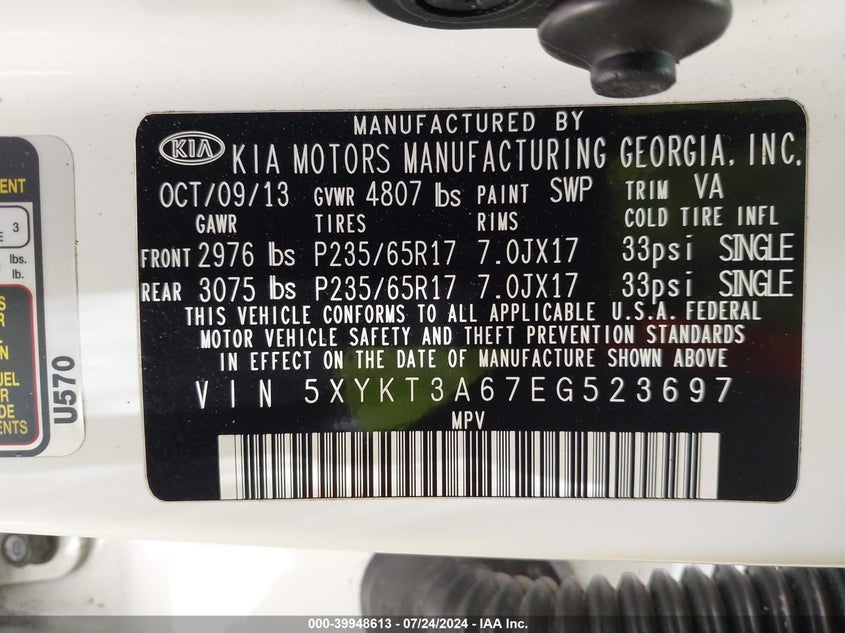 MANUFACTURED BY
KIA KIA MOTORS MANUFACTURING GEORGIA, INC.
OCT/09/13 GVWR 4807 lbs PAINT SWP TRIM VA
GAWR TIRES RIMS COLD TIRE INFL
FRONT 2976 lbs P235/65R17 7.0JX17 33psi SINGLE
REAR 3075 lbs P235/65R17 7.0JX17 33psi SINGLE
THIS VEHICLE CONFORMS TO ALL APPLICABLE U.S.A. FEDERAL
MOTOR VEHICLE SAFETY AND THEFT PREVENTION STANDARDS
IN EFFECT ON THE DATE OF MANUFACTURE SHOWN ABOVE
VIN 5XYKT3A67EG523697
MPV
3
lbs.
lb.
U570
000-39948613 / 07/24/2024 - IAA Inc.